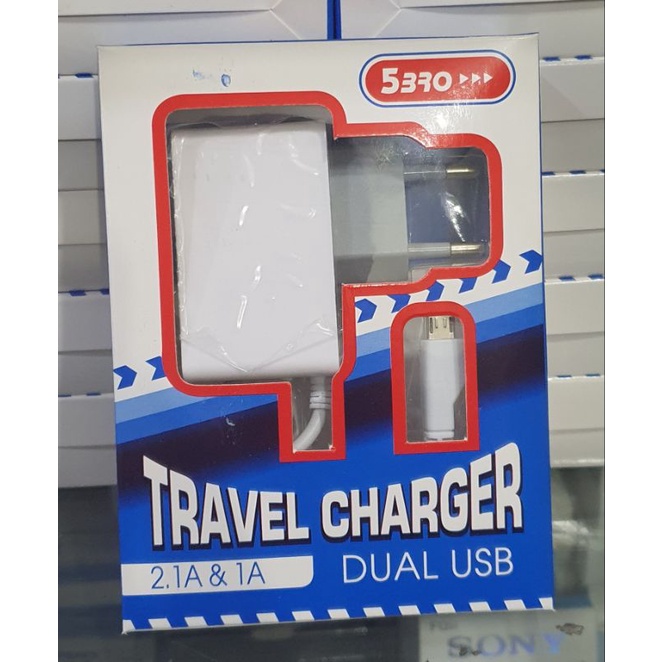 5BRO
TRAVEL CHARGER
2.1A & 1A
DUAL USB
SONY